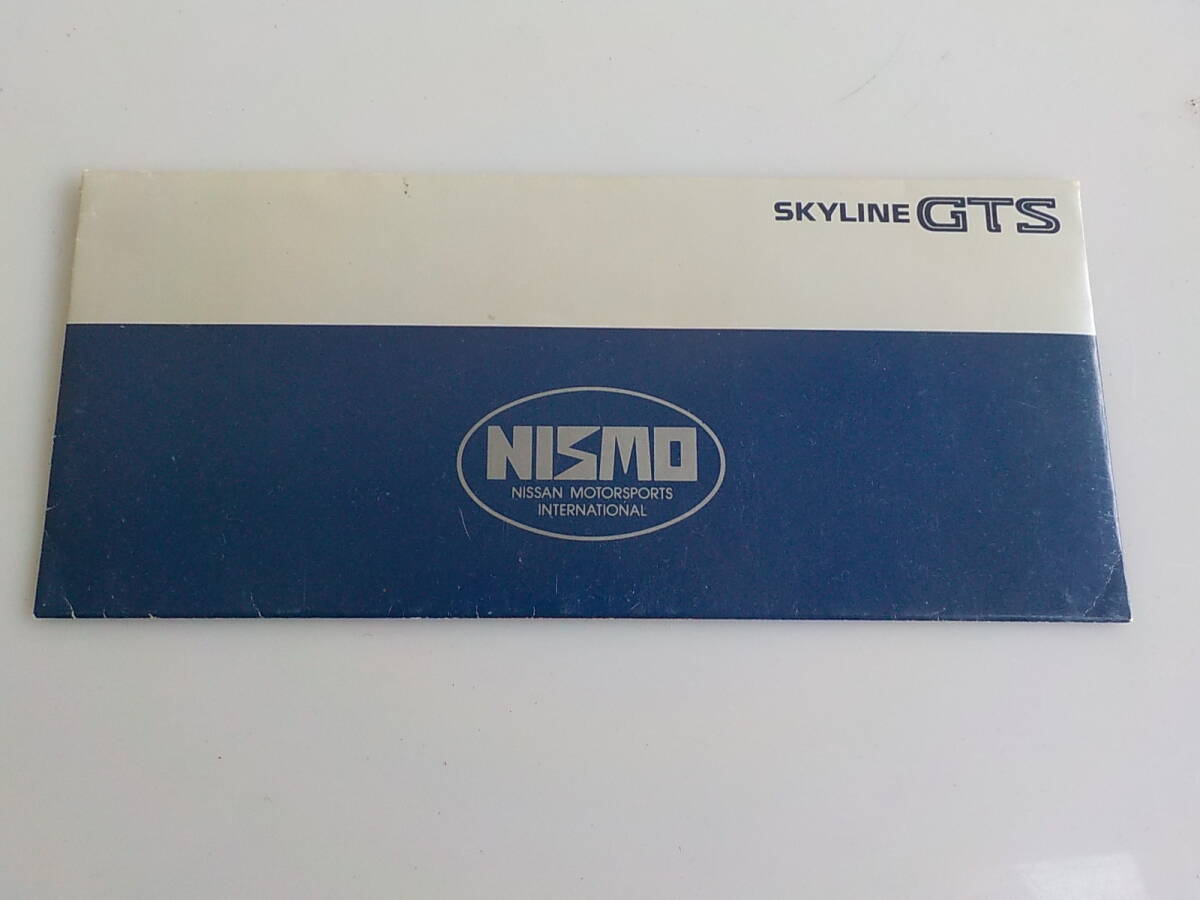 SKYLINE GTS
NISMO
NISSAN MOTORSPORTS
INTERNATIONAL